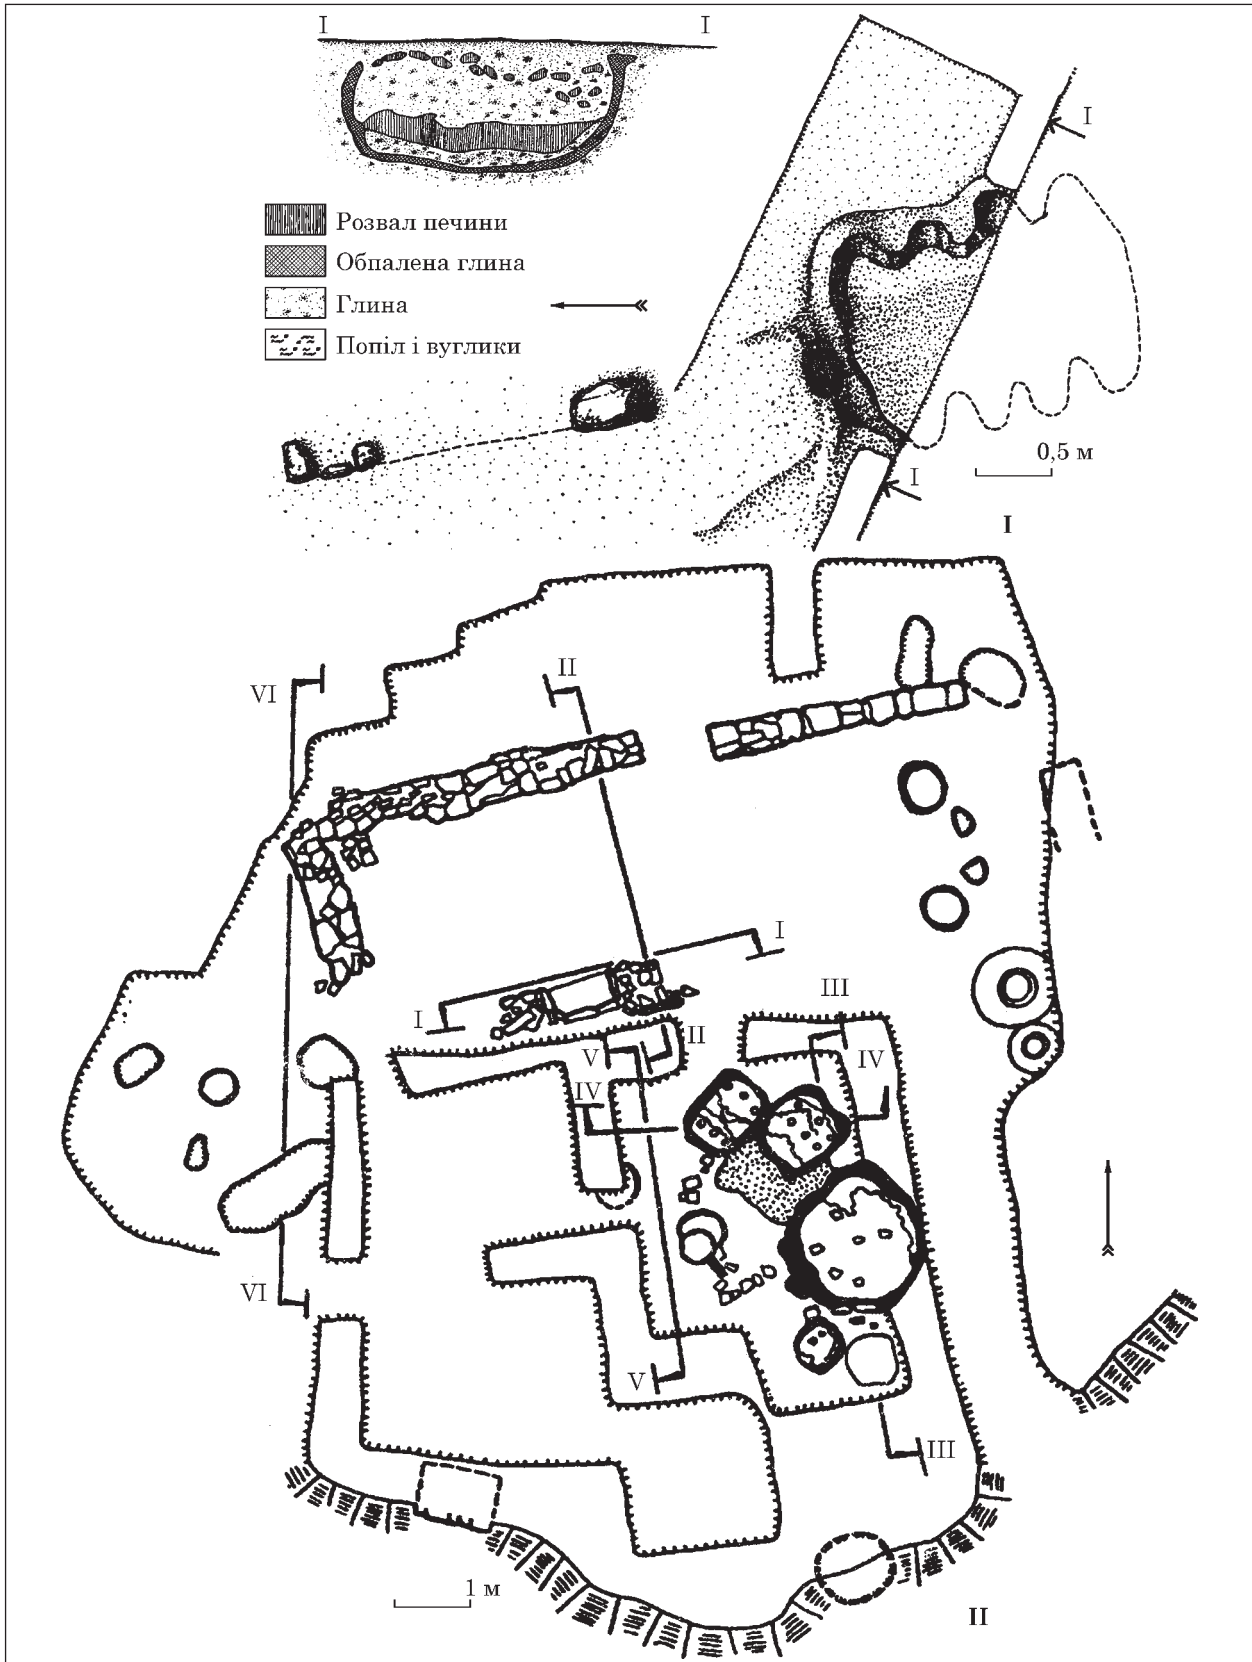 I I
Розвал печини
Обпалена глина
Глина
Попіл і вуглики
I
0,5 м
I
I
VI
II
I
I
III
II
V
IV
IV
VI
V
III
1 м
II